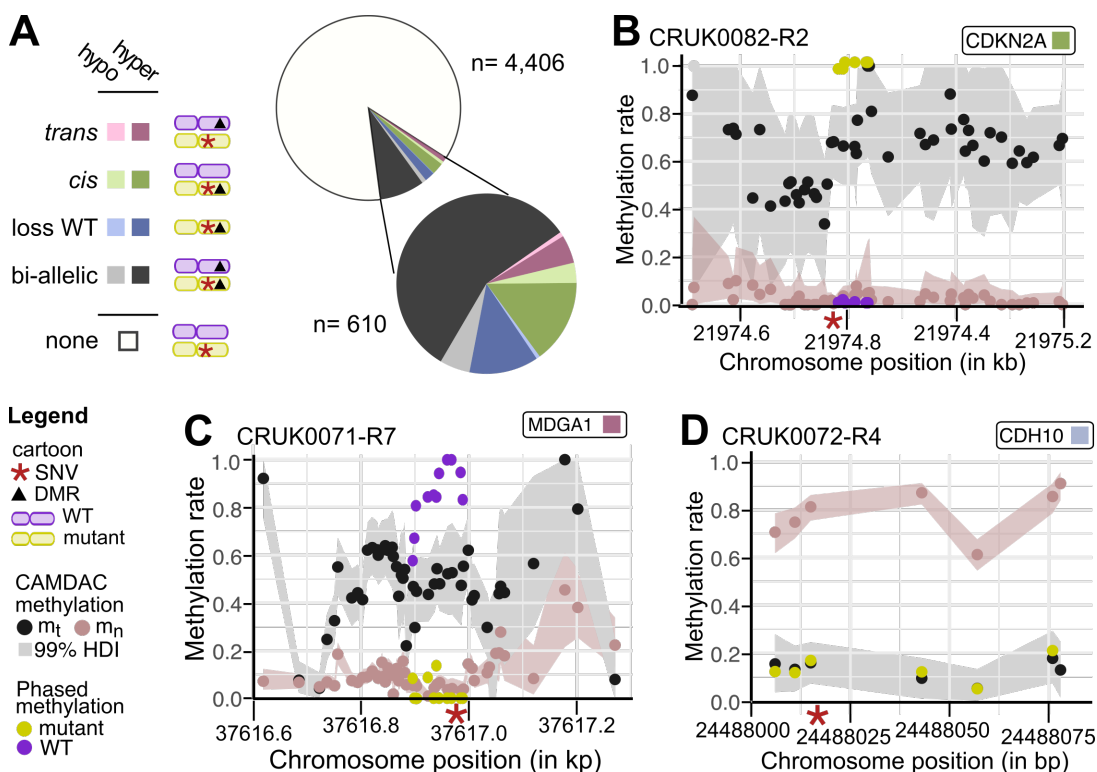 A
hypo
hyper
trans
cis
loss WT
bi-allelic
none
n= 4,406
n= 610
B
CRUK0082-R2
CDKN2A
Methylation rate
1.0
0.8
0.6
0.4
0.2
0.0
21974.6
21974.8
21974.4
21975.2
Chromosome position (in kb)
Legend
cartoon
SNV
DMR
WT
mutant
CAMDAC
methylation
mt mn
99% HDI
Phased
methylation
mutant
WT
C
CRUK0071-R7
MDGA1
Methylation rate
1.0
0.8
0.6
0.4
0.2
0.0
37616.6
37616.8
37617.0
37617.2
Chromosome position (in kp)
D
CRUK0072-R4
CDH10
Methylation rate
1.0
0.8
0.6
0.4
0.2
0.0
24488000
24488025
24488050
24488075
Chromosome position (in bp)